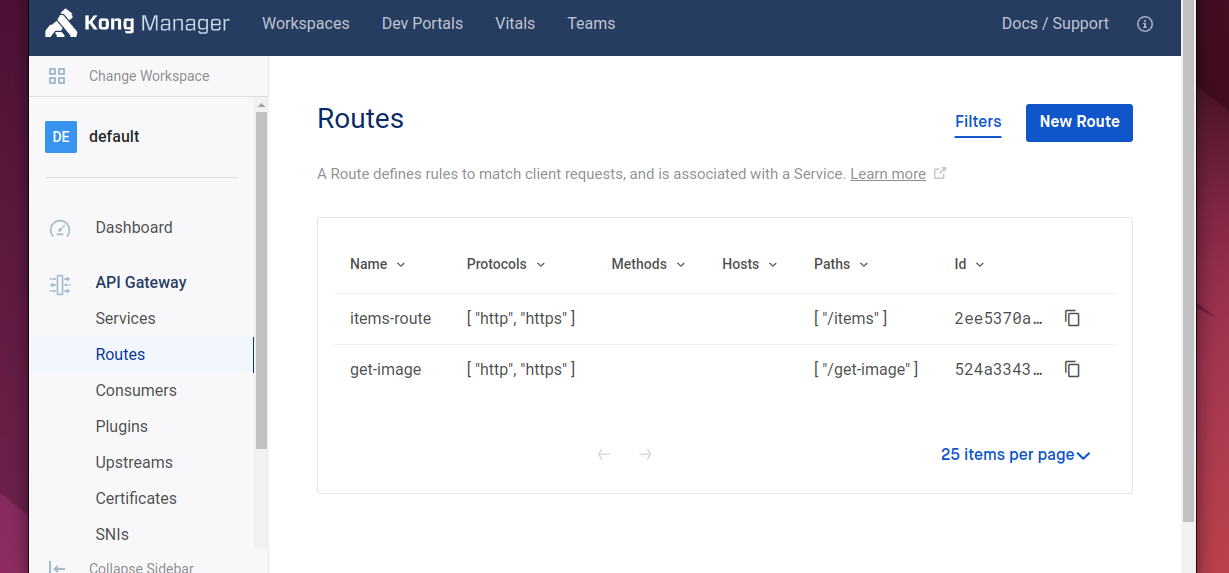 Kong Manager Workspaces Dev Portals Vitals Teams Docs / Support
Change Workspace
DE default
Dashboard
API Gateway
Services
Routes
Consumers
Plugins
Upstreams
Certificates
SNIs
Collapse Sidebar
Routes
Filters New Route
A Route defines rules to match client requests, and is associated with a Service. Learn more
Name Protocols Methods Hosts Paths Id
items-route [ "http", "https" ] [ "/items" ] 2ee5370a...
get-image [ "http", "https" ] [ "/get-image" ] 524a3343...
25 items per page